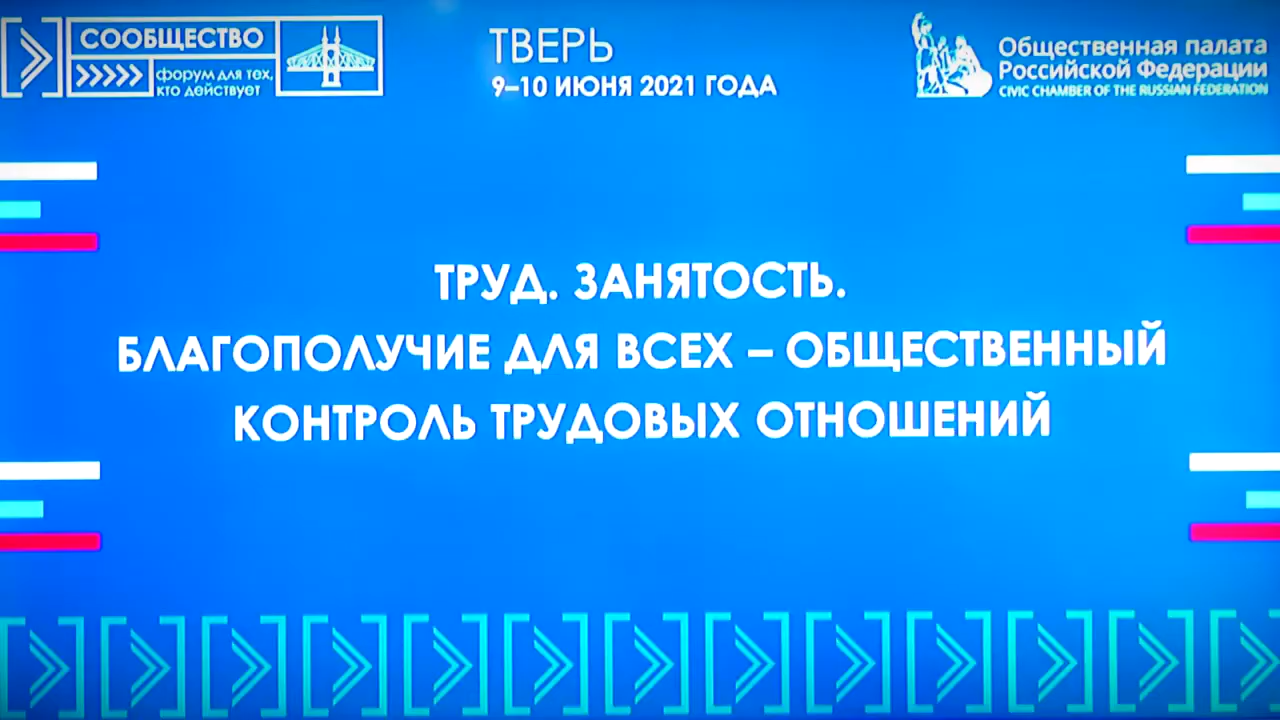 СООБЩЕСТВО
форум для тех,
кто действует
ТВЕРЬ
9–10 ИЮНЯ 2021 ГОДА
Общественная палата
Российской Федерации
CIVIC CHAMBER OF THE RUSSIAN FEDERATION
ТРУД. ЗАНЯТОСТЬ.
БЛАГОПОЛУЧИЕ ДЛЯ ВСЕХ – ОБЩЕСТВЕННЫЙ
КОНТРОЛЬ ТРУДОВЫХ ОТНОШЕНИЙ